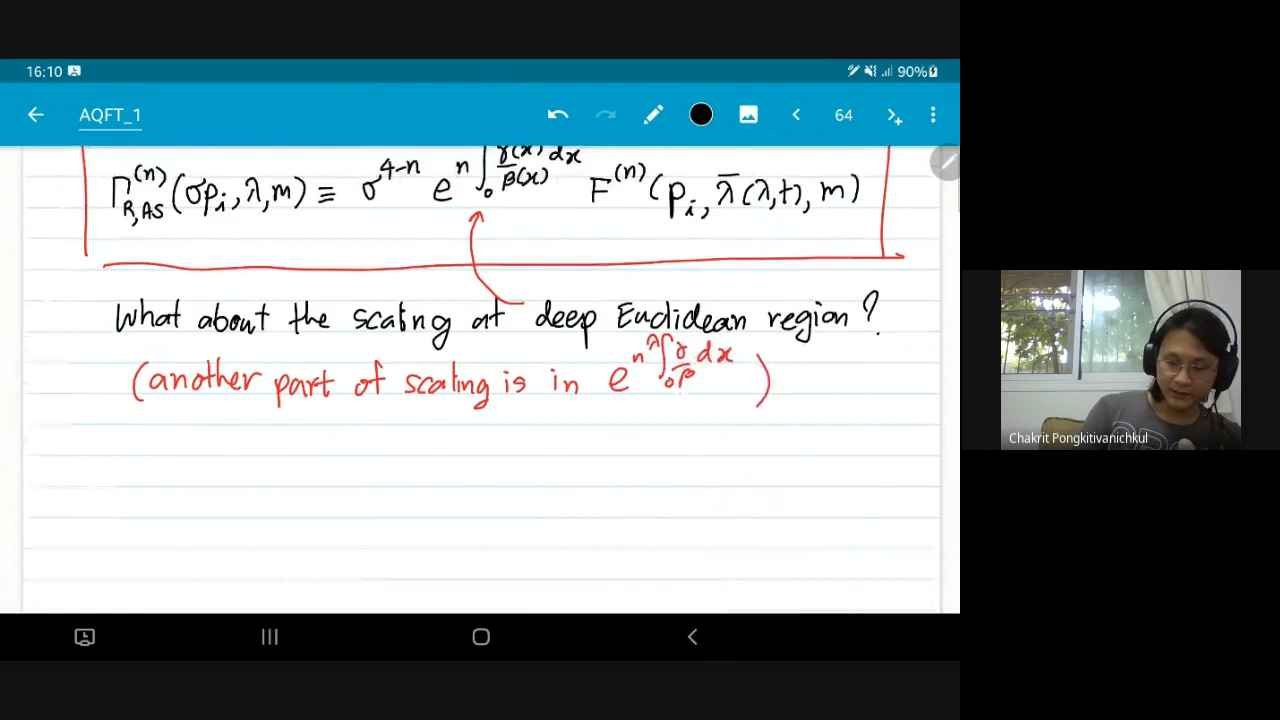 16:10 90%
AQFT_1 64
Γ^(n)_{R,AS}(σp_i, λ, m) ≡ σ^{4-n} e^{n∫_0 γ(x)/β(x) dx} F^(n)(p_i, λ̄(λ,t), m)
What about the scaling at deep Euclidean region?
(another part of scaling is in e^{n∫_0^λ γ/β dx})
Chakrit Pongkitivanichkul